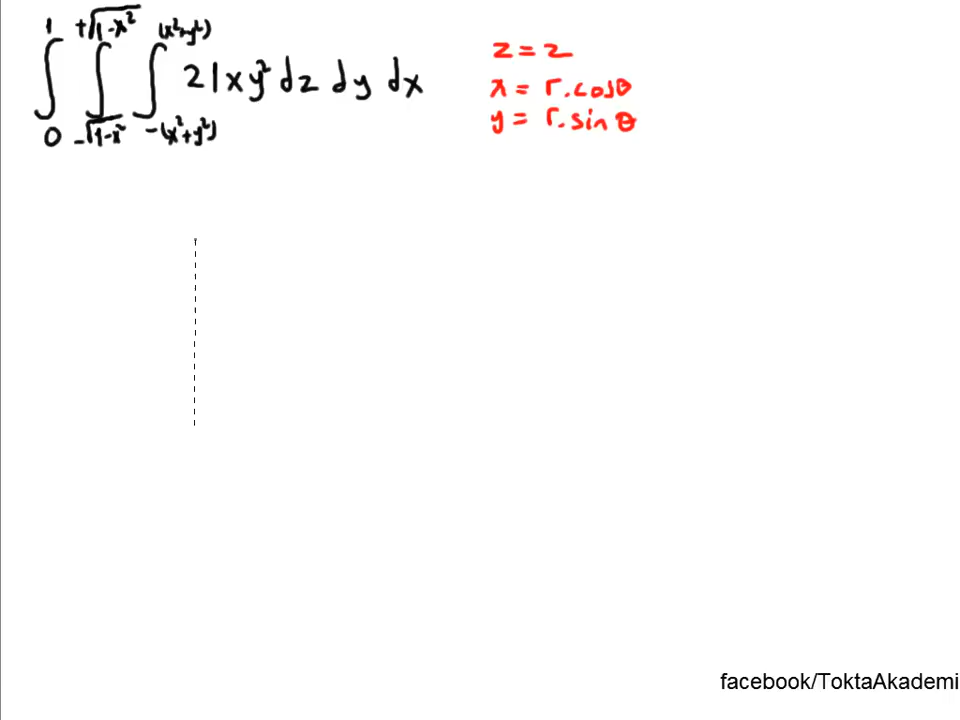 ∫₀¹ ∫_{-√(1-x²)}^{+√(1-x²)} ∫_{-(x²+y²)}^{(x²+y²)} 21xy² dz dy dx
z = z
x = r.cosθ
y = r.sinθ
facebook/ToktaAkademi